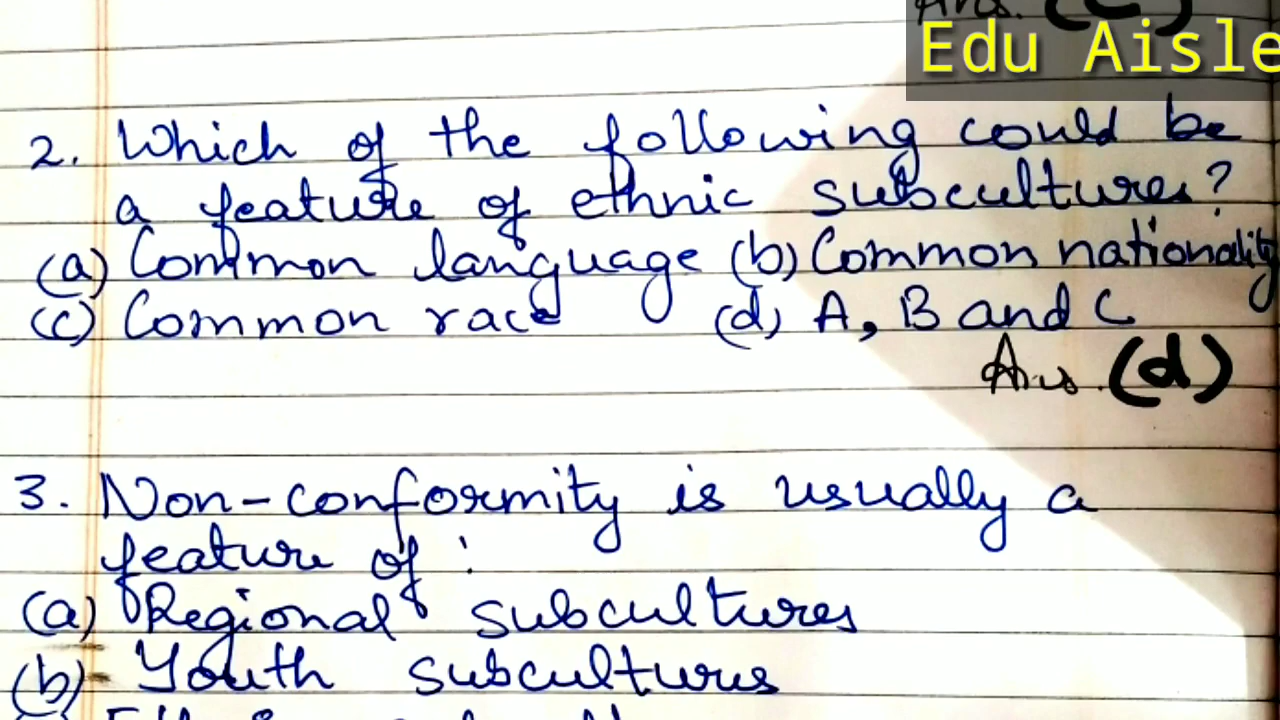 Ans. (C)
Edu Aisle
2. Which of the following could be
a feature of ethnic subcultures?
(a) Common language (b) Common nationality
(c) Common race (d) A, B and C
Ans. (d)
3. Non-conformity is usually a
feature of :
(a) Regional subcultures
(b) Youth subcultures